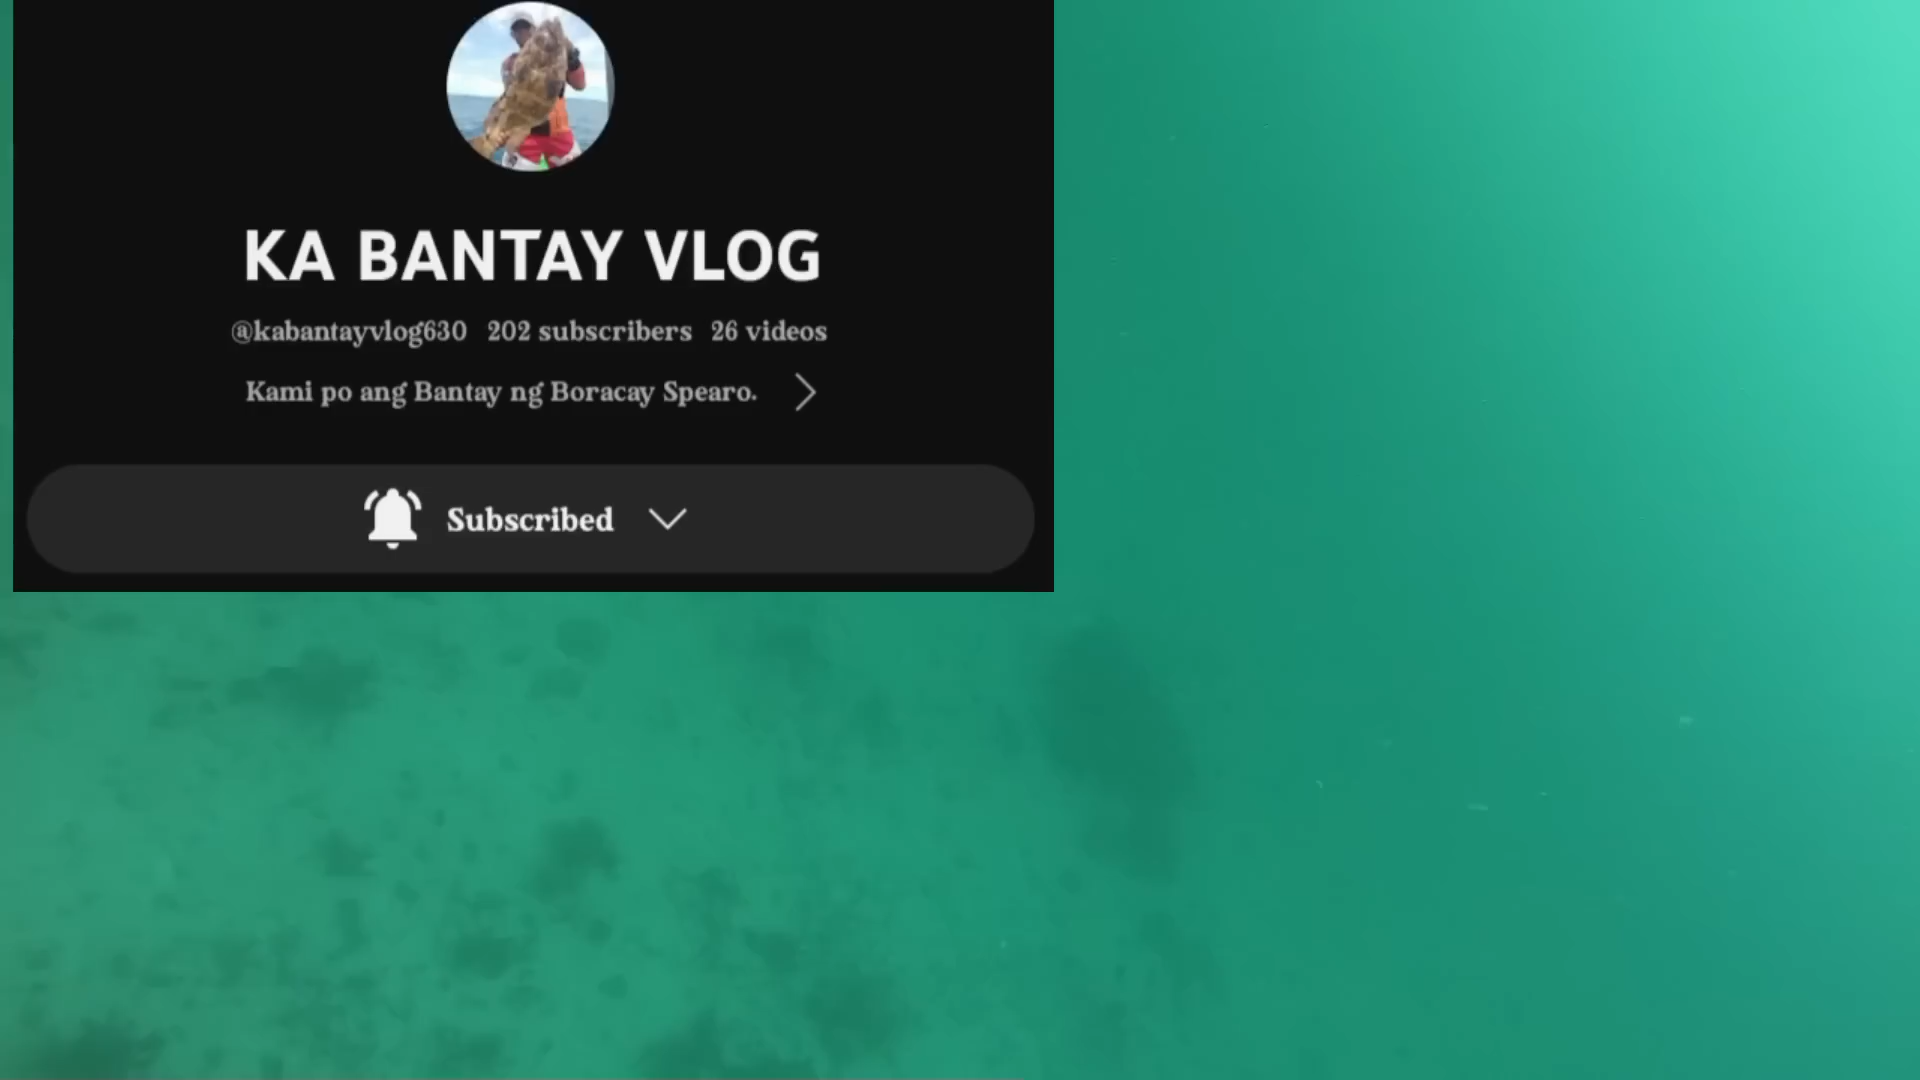 KA BANTAY VLOG
@kabantayvlog630 202 subscribers 26 videos
Kami po ang Bantay ng Boracay Spearo.
Subscribed